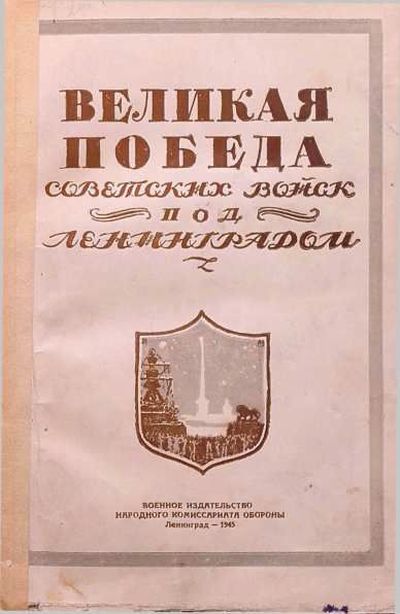 ВЕЛИКАЯ
ПОБЕДА
СОВЕТСКИХ ВОЙСК
ПОД
ЛЕНИНГРАДОМ
ВОЕННОЕ ИЗДАТЕЛЬСТВО
НАРОДНОГО КОМИССАРИАТА ОБОРОНЫ
Ленинград — 1945